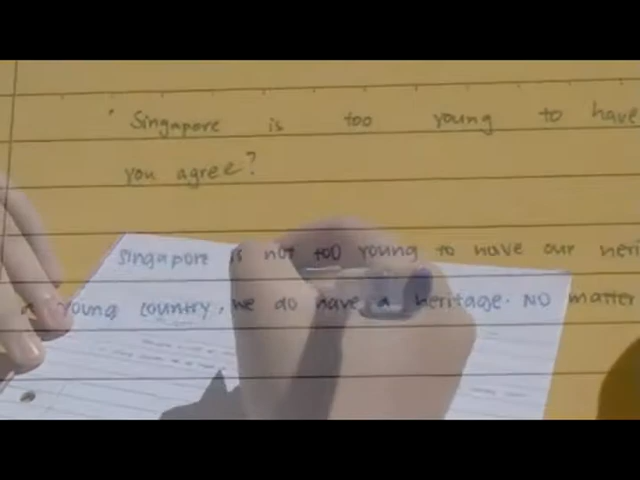 " Singapore is too young to have
you agree?
Singapore is not too young to have our heri
a young country, we do have a heritage. No matter